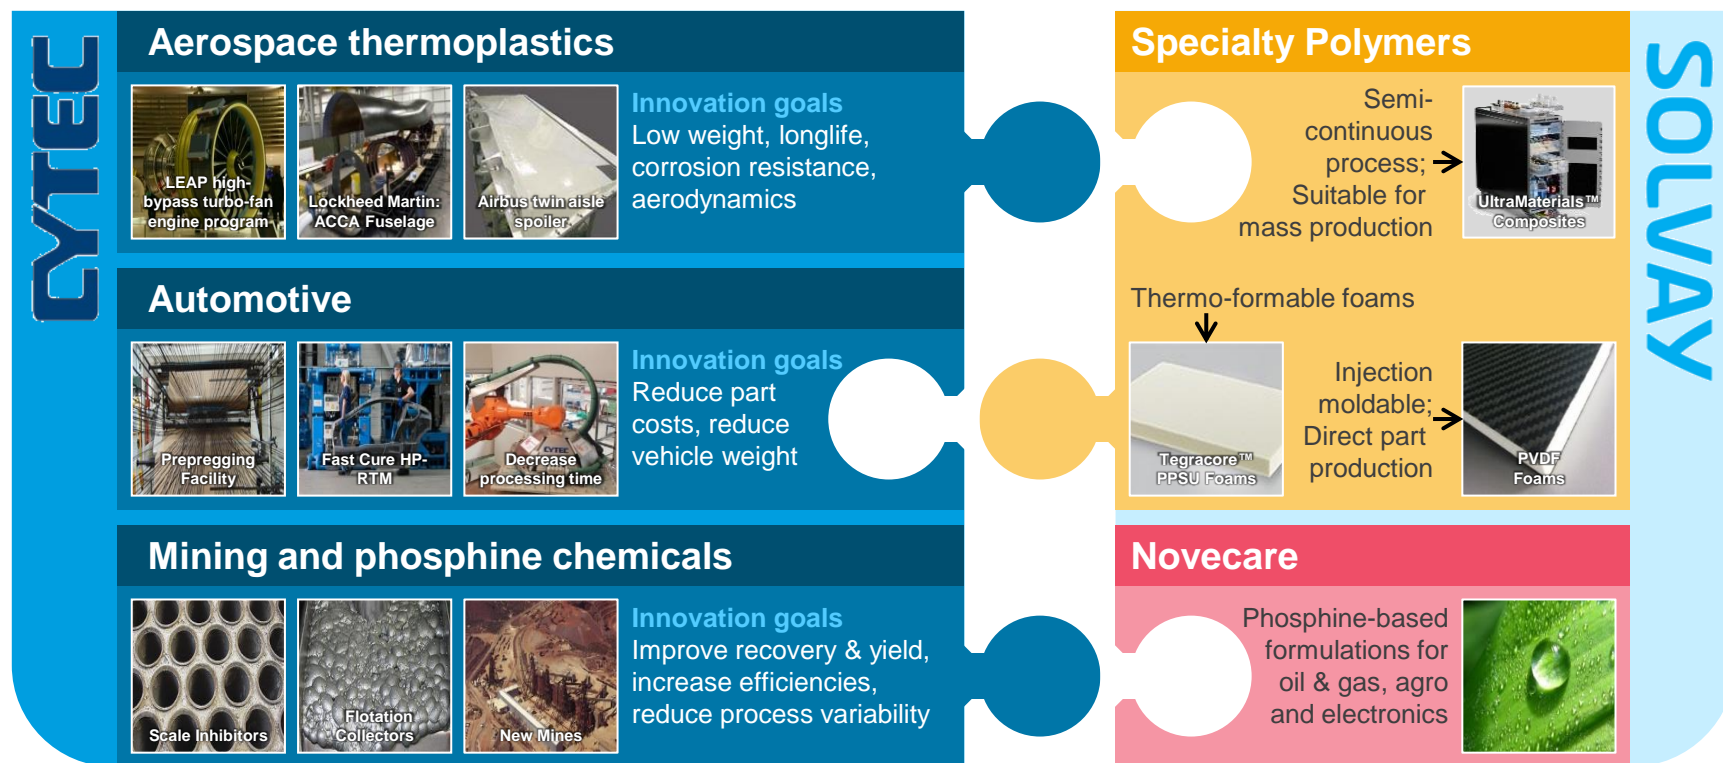 CYTEC
Aerospace thermoplastics
LEAP high-
bypass turbo-fan
engine program
Lockheed Martin:
ACCA Fuselage
Airbus twin aisle
spoiler
Innovation goals
Low weight, longlife,
corrosion resistance,
aerodynamics
Automotive
Prepregging
Facility
Fast Cure HP-
RTM
CYTEC
Decrease
processing time
Innovation goals
Reduce part
costs, reduce
vehicle weight
Mining and phosphine chemicals
Scale Inhibitors
Flotation
Collectors
New Mines
Innovation goals
Improve recovery & yield,
increase efficiencies,
reduce process variability
Specialty Polymers
Semi-
continuous
process;
Suitable for
mass production
UltraMaterials™
Composites
Thermo-formable foams
Tegracore™
PPSU Foams
Injection
moldable;
Direct part
production
PVDF
Foams
Novecare
Phosphine-based
formulations for
oil & gas, agro
and electronics
SOLVAY